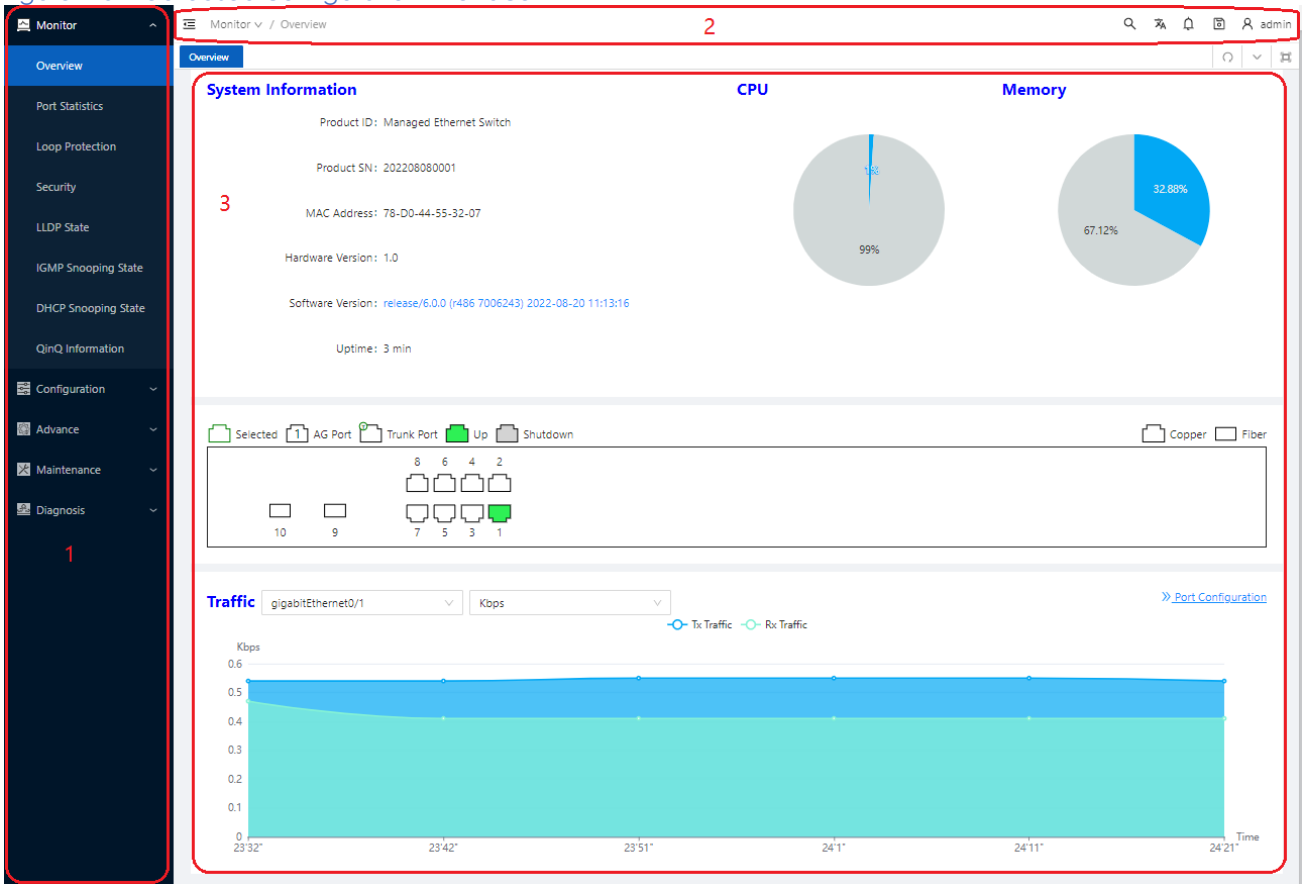 Monitor
Overview
Port Statistics
Loop Protection
Security
LLDP State
IGMP Snooping State
DHCP Snooping State
QinQ Information
Configuration
Advance
Maintenance
Diagnosis
1
Monitor / Overview
2
admin
Overview
System Information
Product ID: Managed Ethernet Switch
Product SN: 202208080001
3
MAC Address: 78-D0-44-55-32-07
Hardware Version: 1.0
Software Version: release/6.0.0 (r486 7006243) 2022-08-20 11:13:16
Uptime: 3 min
CPU
99%
Memory
32.88%
67.12%
Selected 1 AG Port Trunk Port Up Shutdown
Copper Fiber
8 6 4 2
10 9 7 5 3 1
Traffic gigabitEthernet0/1 Kbps
Port Configuration
Tx Traffic Rx Traffic
Kbps
0.6
0.5
0.4
0.3
0.2
0.1
0
Time
23'32" 23'42" 23'51" 24'1" 24'11" 24'21"